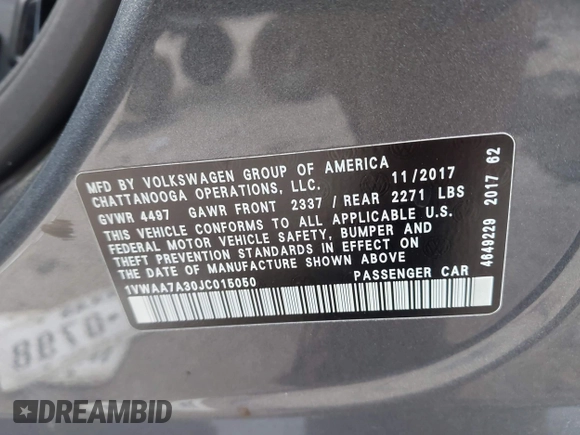 MFD BY VOLKSWAGEN GROUP OF AMERICA 11/2017
CHATTANOOGA OPERATIONS, LLC.
GVWR 4497 GAWR FRONT 2337 / REAR 2271 LBS
THIS VEHICLE CONFORMS TO ALL APPLICABLE U.S.
FEDERAL MOTOR VEHICLE SAFETY, BUMPER AND
THEFT PREVENTION STANDARDS IN EFFECT ON
THE DATE OF MANUFACTURE SHOWN ABOVE
1VWAA7A30JC015050 PASSENGER CAR
4649229 2017 62
DREAMBID